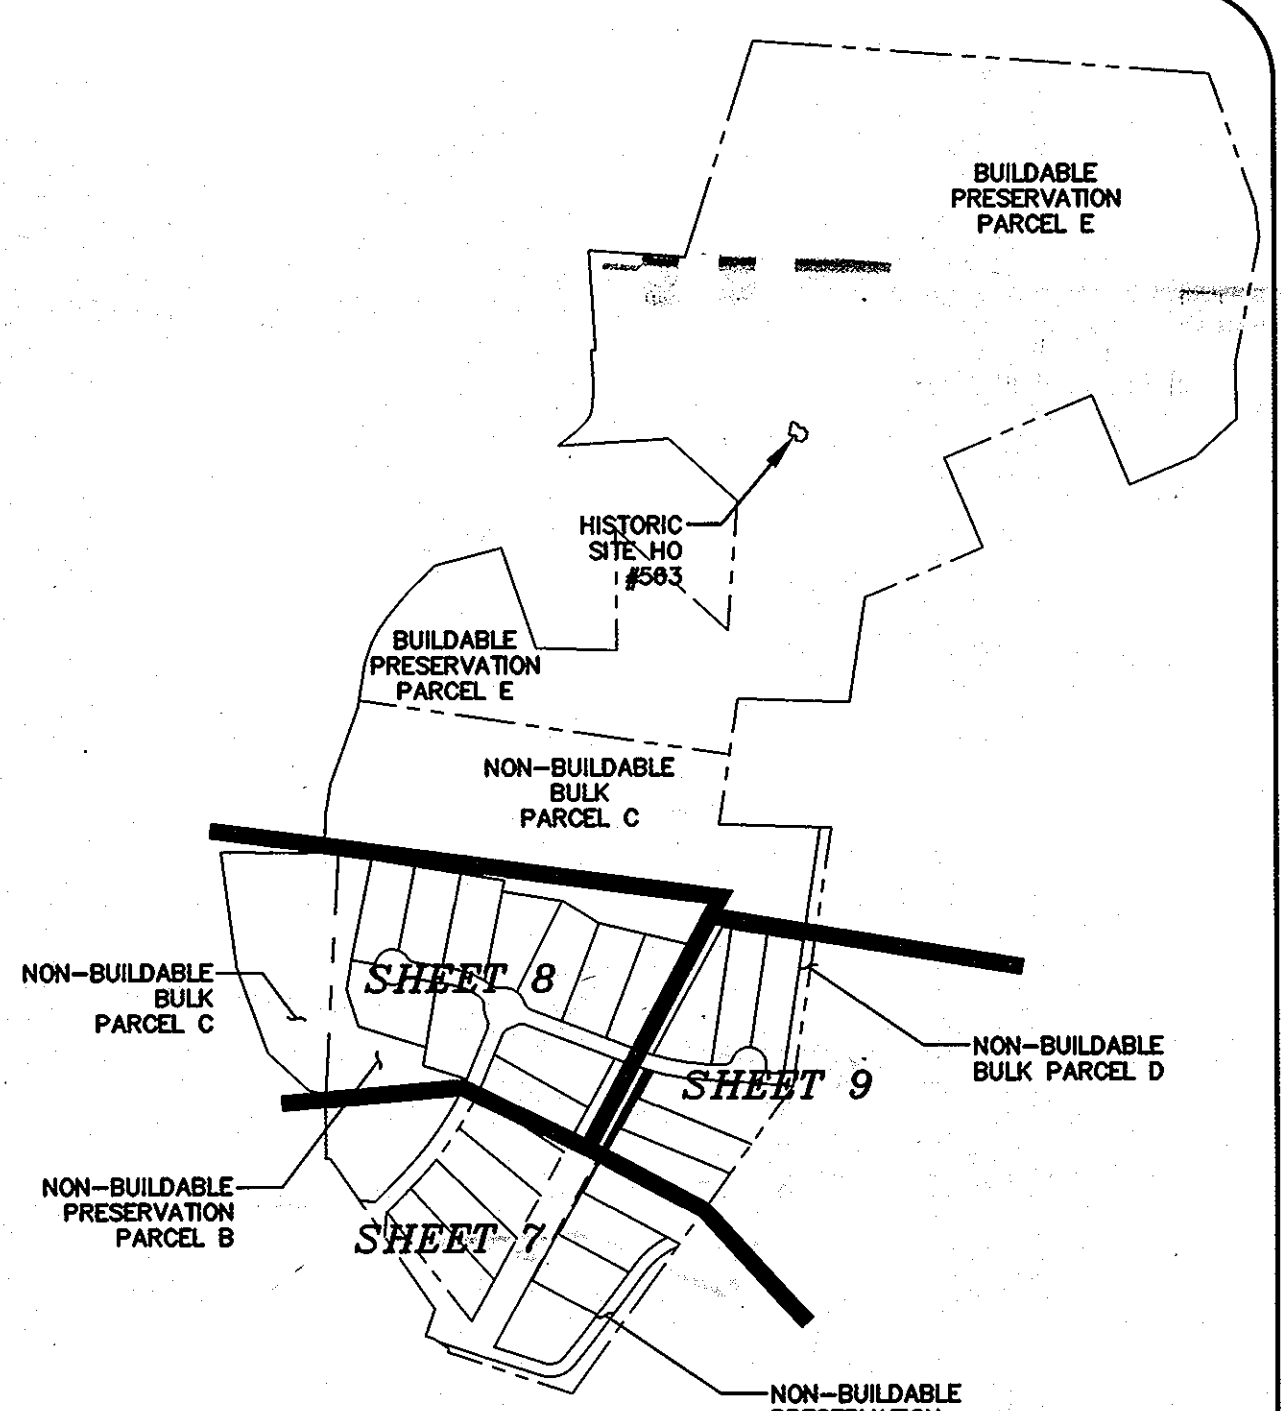 BUILDABLE
PRESERVATION
PARCEL E
HISTORIC
SITE HO
#583
BUILDABLE
PRESERVATION
PARCEL E
NON-BUILDABLE
BULK
PARCEL C
NON-BUILDABLE
BULK
PARCEL C
SHEET 8
NON-BUILDABLE
BULK PARCEL D
SHEET 9
NON-BUILDABLE
PRESERVATION
PARCEL B
SHEET 7
NON-BUILDABLE
PRESERVATION